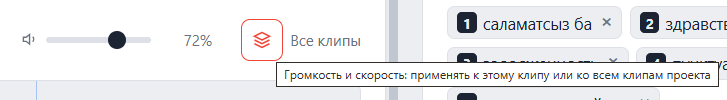 72% Все клипы
1 саламатсыз ба ×
2 здравств
Громкость и скорость: применять к этому клипу или ко всем клипам проекта